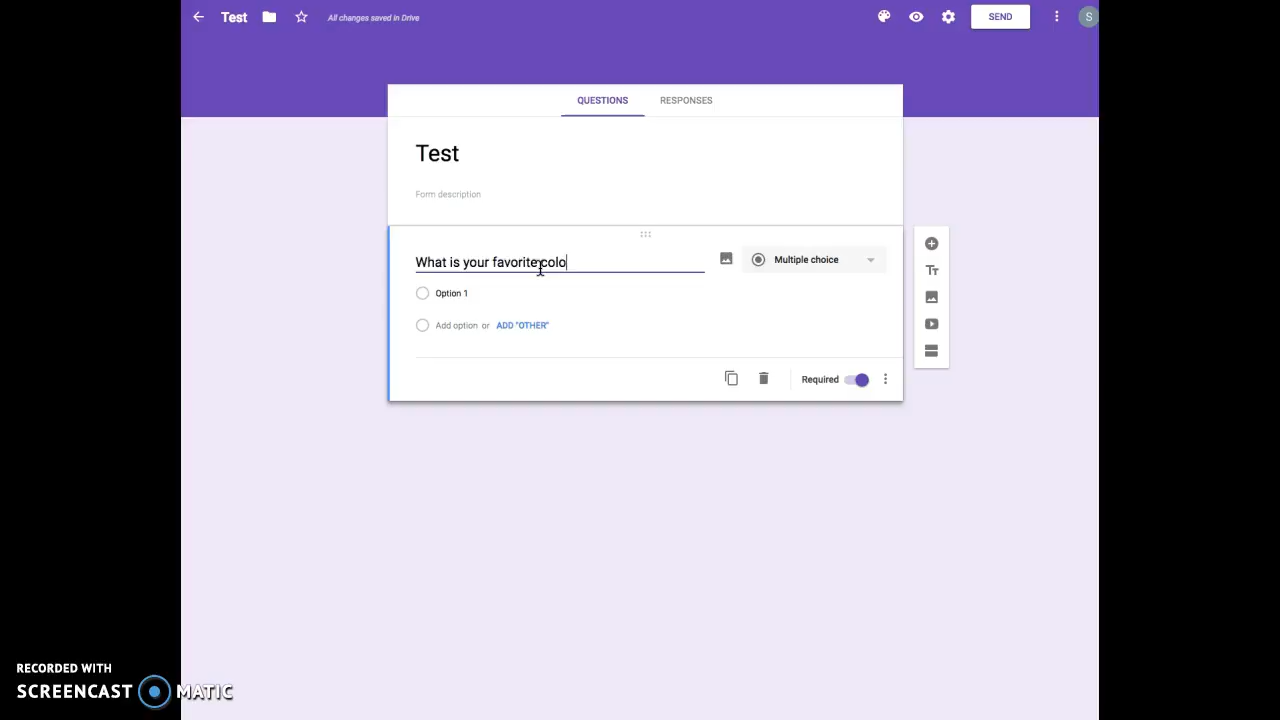 Test
All changes saved in Drive
SEND
S
QUESTIONS
RESPONSES
Test
Form description
What is your favorite colo
Multiple choice
Option 1
Add option or ADD "OTHER"
Required
RECORDED WITH
SCREENCAST MATIC